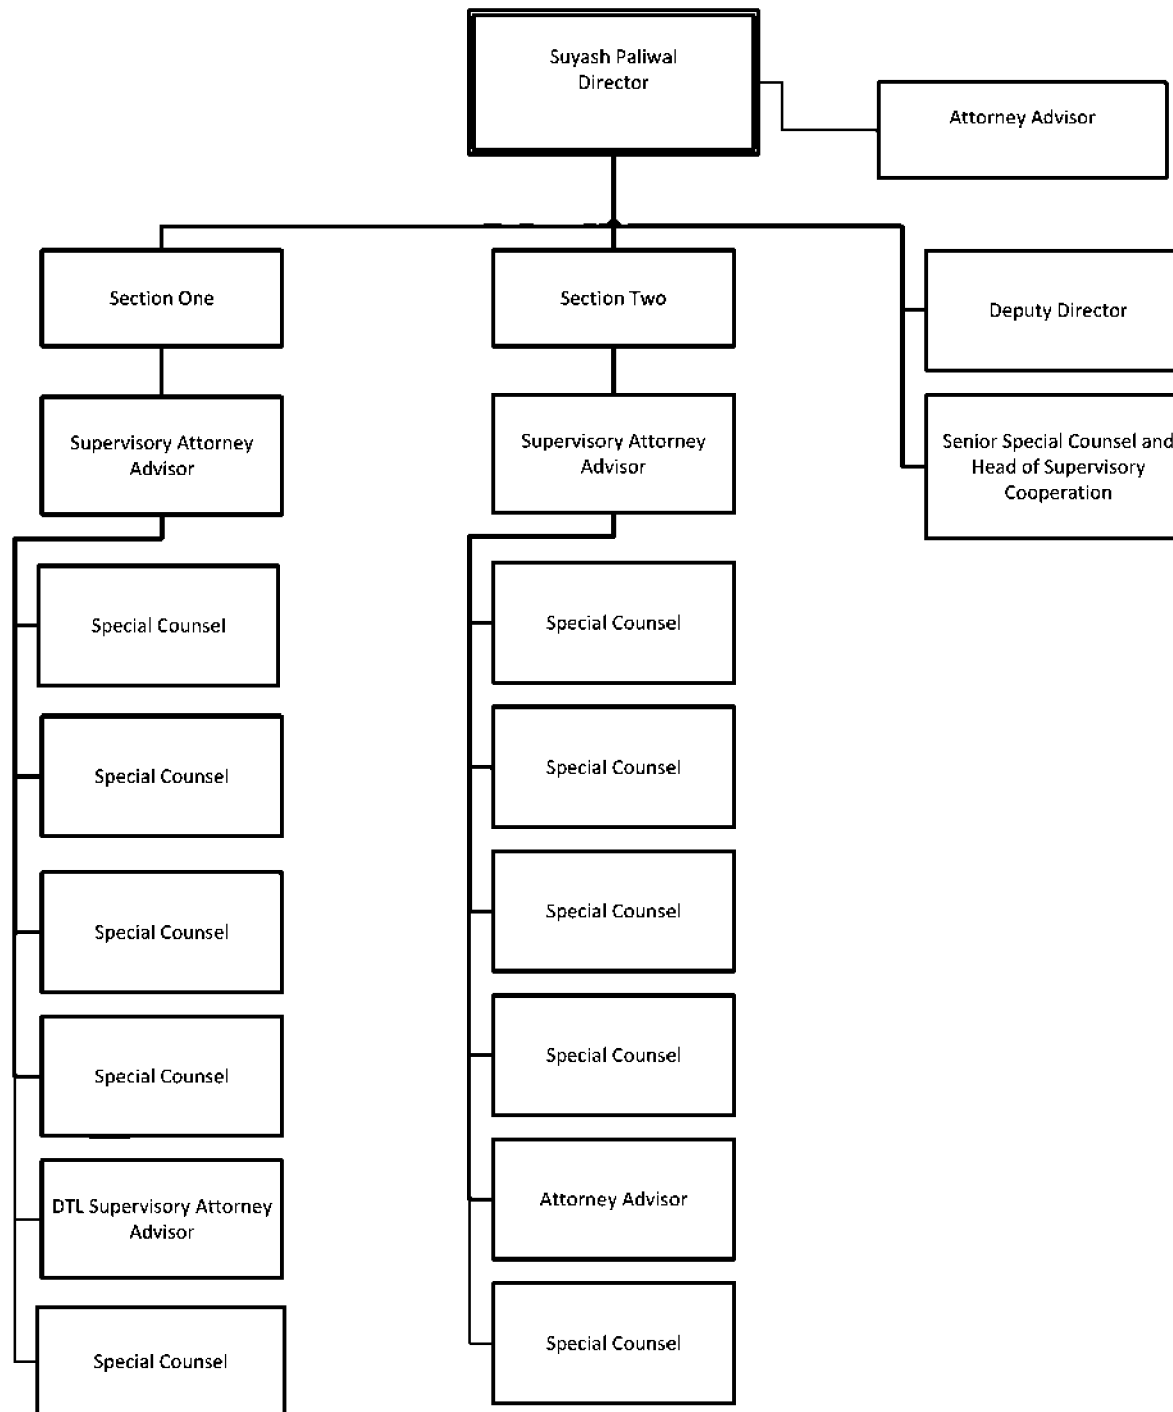 Suyash Paliwal
Director
Attorney Advisor
Section One
Section Two
Deputy Director
Supervisory Attorney
Advisor
Supervisory Attorney
Advisor
Senior Special Counsel and
Head of Supervisory
Cooperation
Special Counsel
Special Counsel
Special Counsel
Special Counsel
DTL Supervisory Attorney
Advisor
Special Counsel
Special Counsel
Special Counsel
Special Counsel
Special Counsel
Attorney Advisor
Special Counsel